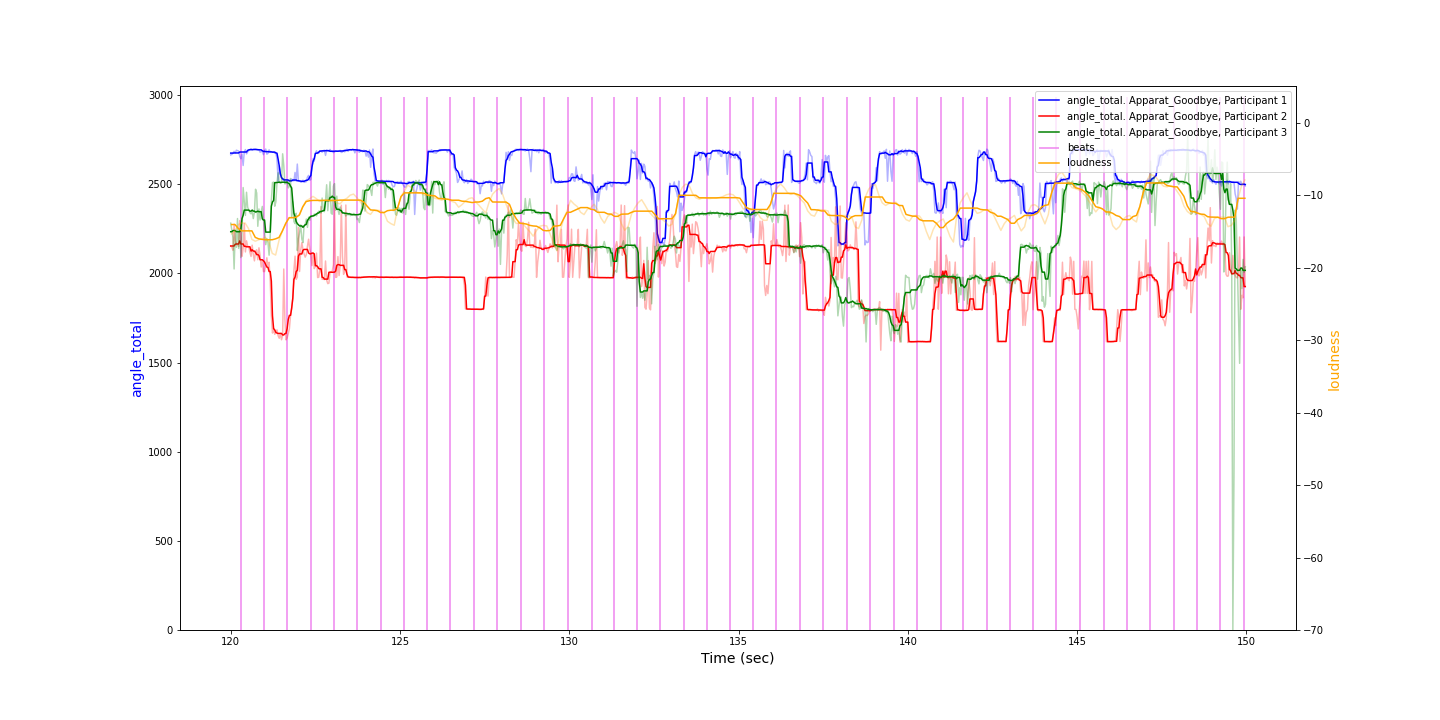 angle_total. Apparat_Goodbye, Participant 1
angle_total. Apparat_Goodbye, Participant 2
angle_total. Apparat_Goodbye, Participant 3
beats
loudness
3000
2500
2000
1500
1000
500
0
angle_total
0
−10
−20
−30
−40
−50
−60
−70
loudness
120
125
130
135
140
145
150
Time (sec)